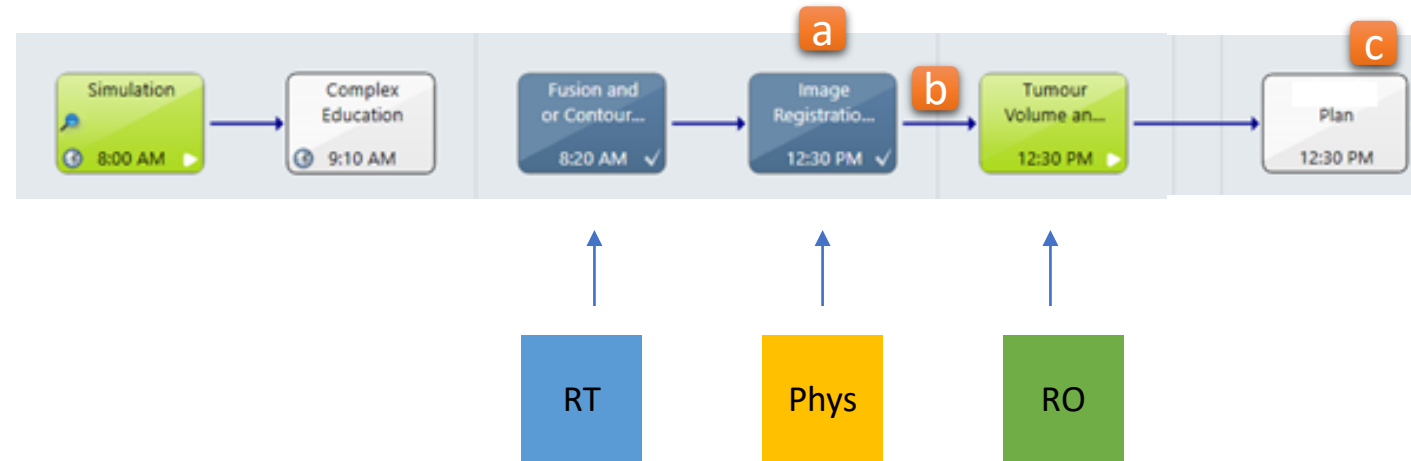 a
c
b
Simulation
8:00 AM
Complex
Education
9:10 AM
Fusion and
or Contour...
8:20 AM
Image
Registratio...
12:30 PM
Tumour
Volume an...
12:30 PM
Plan
12:30 PM
RT
Phys
RO